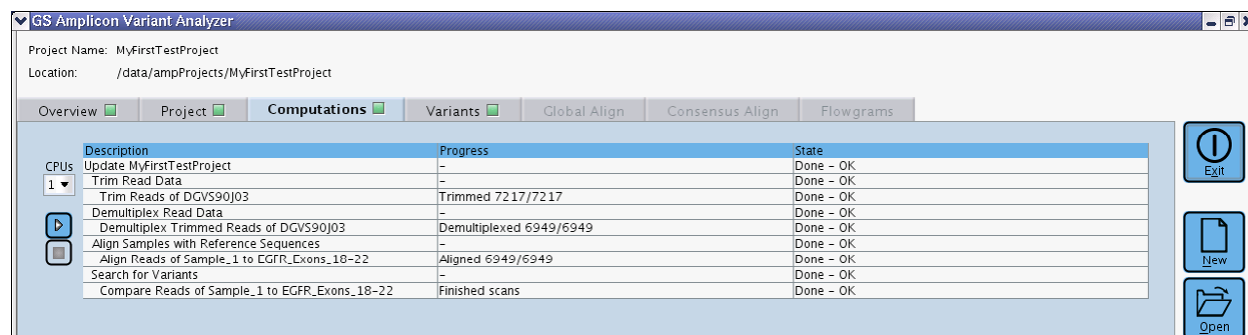 GS Amplicon Variant Analyzer
Project Name: MyFirstTestProject
Location: /data/ampProjects/MyFirstTestProject
Overview Project Computations Variants Global Align Consensus Align Flowgrams
Description Progress State
CPUs
1
Update MyFirstTestProject - Done - OK
Trim Read Data - Done - OK
Trim Reads of DGVS90J03 Trimmed 7217/7217 Done - OK
Demultiplex Read Data - Done - OK
Demultiplex Trimmed Reads of DGVS90J03 Demultiplexed 6949/6949 Done - OK
Align Samples with Reference Sequences - Done - OK
Align Reads of Sample_1 to EGFR_Exons_18-22 Aligned 6949/6949 Done - OK
Search for Variants - Done - OK
Compare Reads of Sample_1 to EGFR_Exons_18-22 Finished scans Done - OK
Exit
New
Open